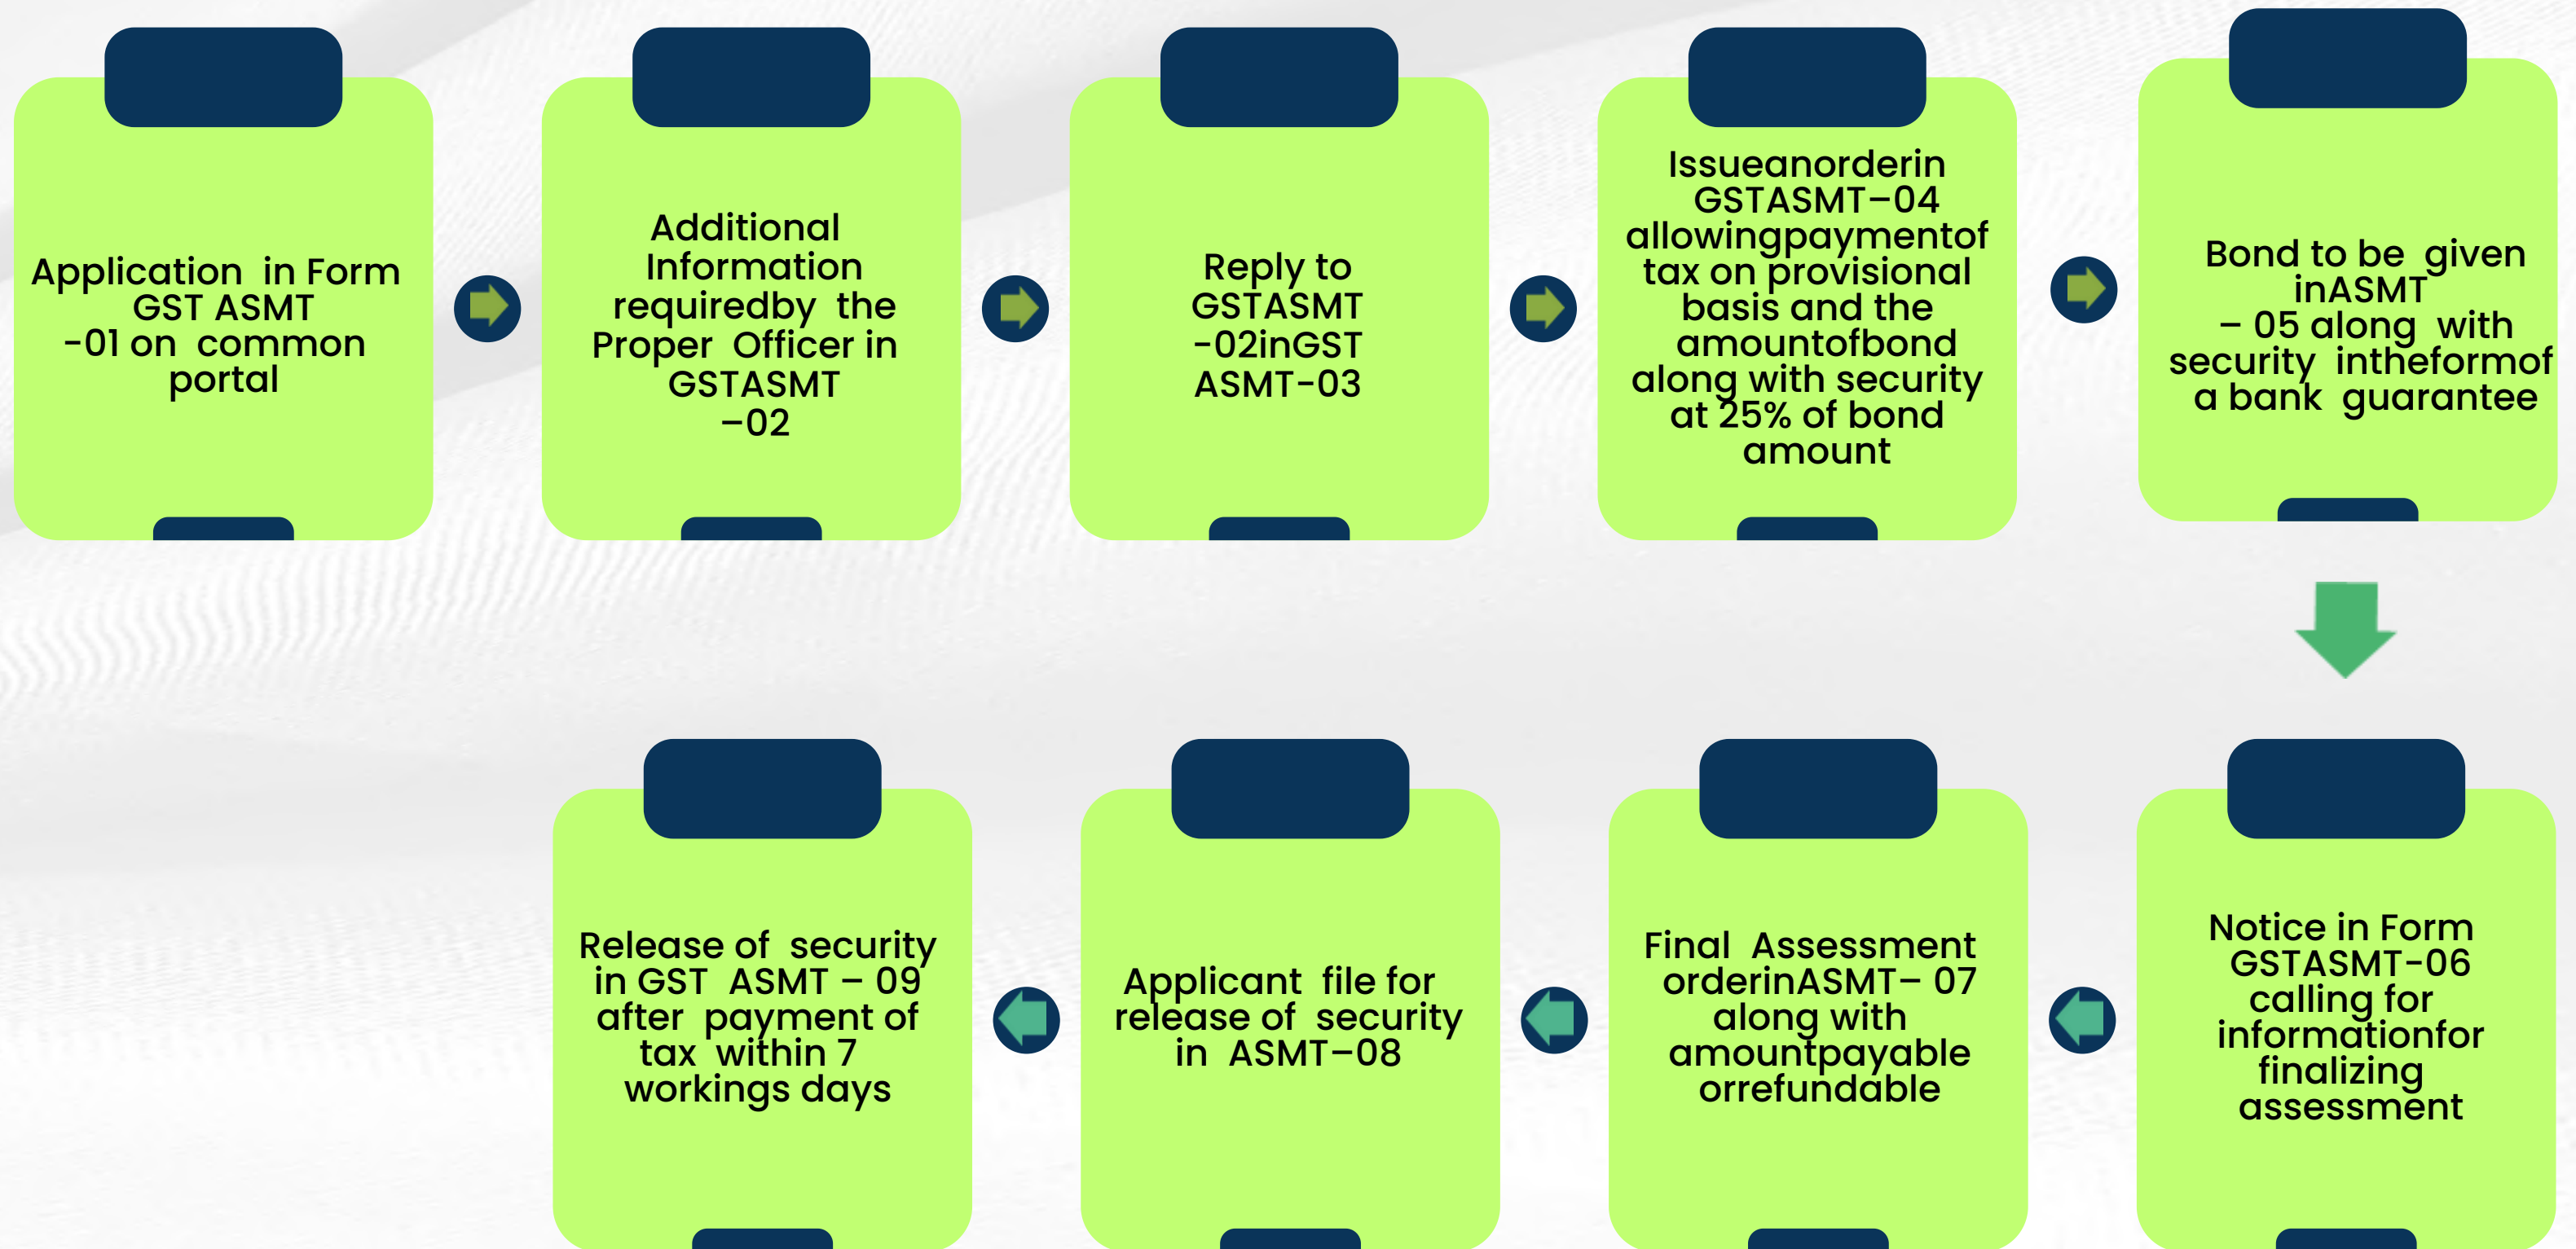 Application in Form
GST ASMT
-01 on common
portal
Additional
Information
requiredby the
Proper Officer in
GSTASMT
–02
Reply to
GSTASMT
-02inGST
ASMT-03
Issueanorderin
GSTASMT–04
allowingpaymentof
tax on provisional
basis and the
amountofbond
along with security
at 25% of bond
amount
Bond to be given
inASMT
– 05 along with
security intheformof
a bank guarantee
Notice in Form
GSTASMT-06
calling for
informationfor
finalizing
assessment
Final Assessment
orderinASMT– 07
along with
amountpayable
orrefundable
Applicant file for
release of security
in ASMT–08
Release of security
in GST ASMT – 09
after payment of
tax within 7
workings days